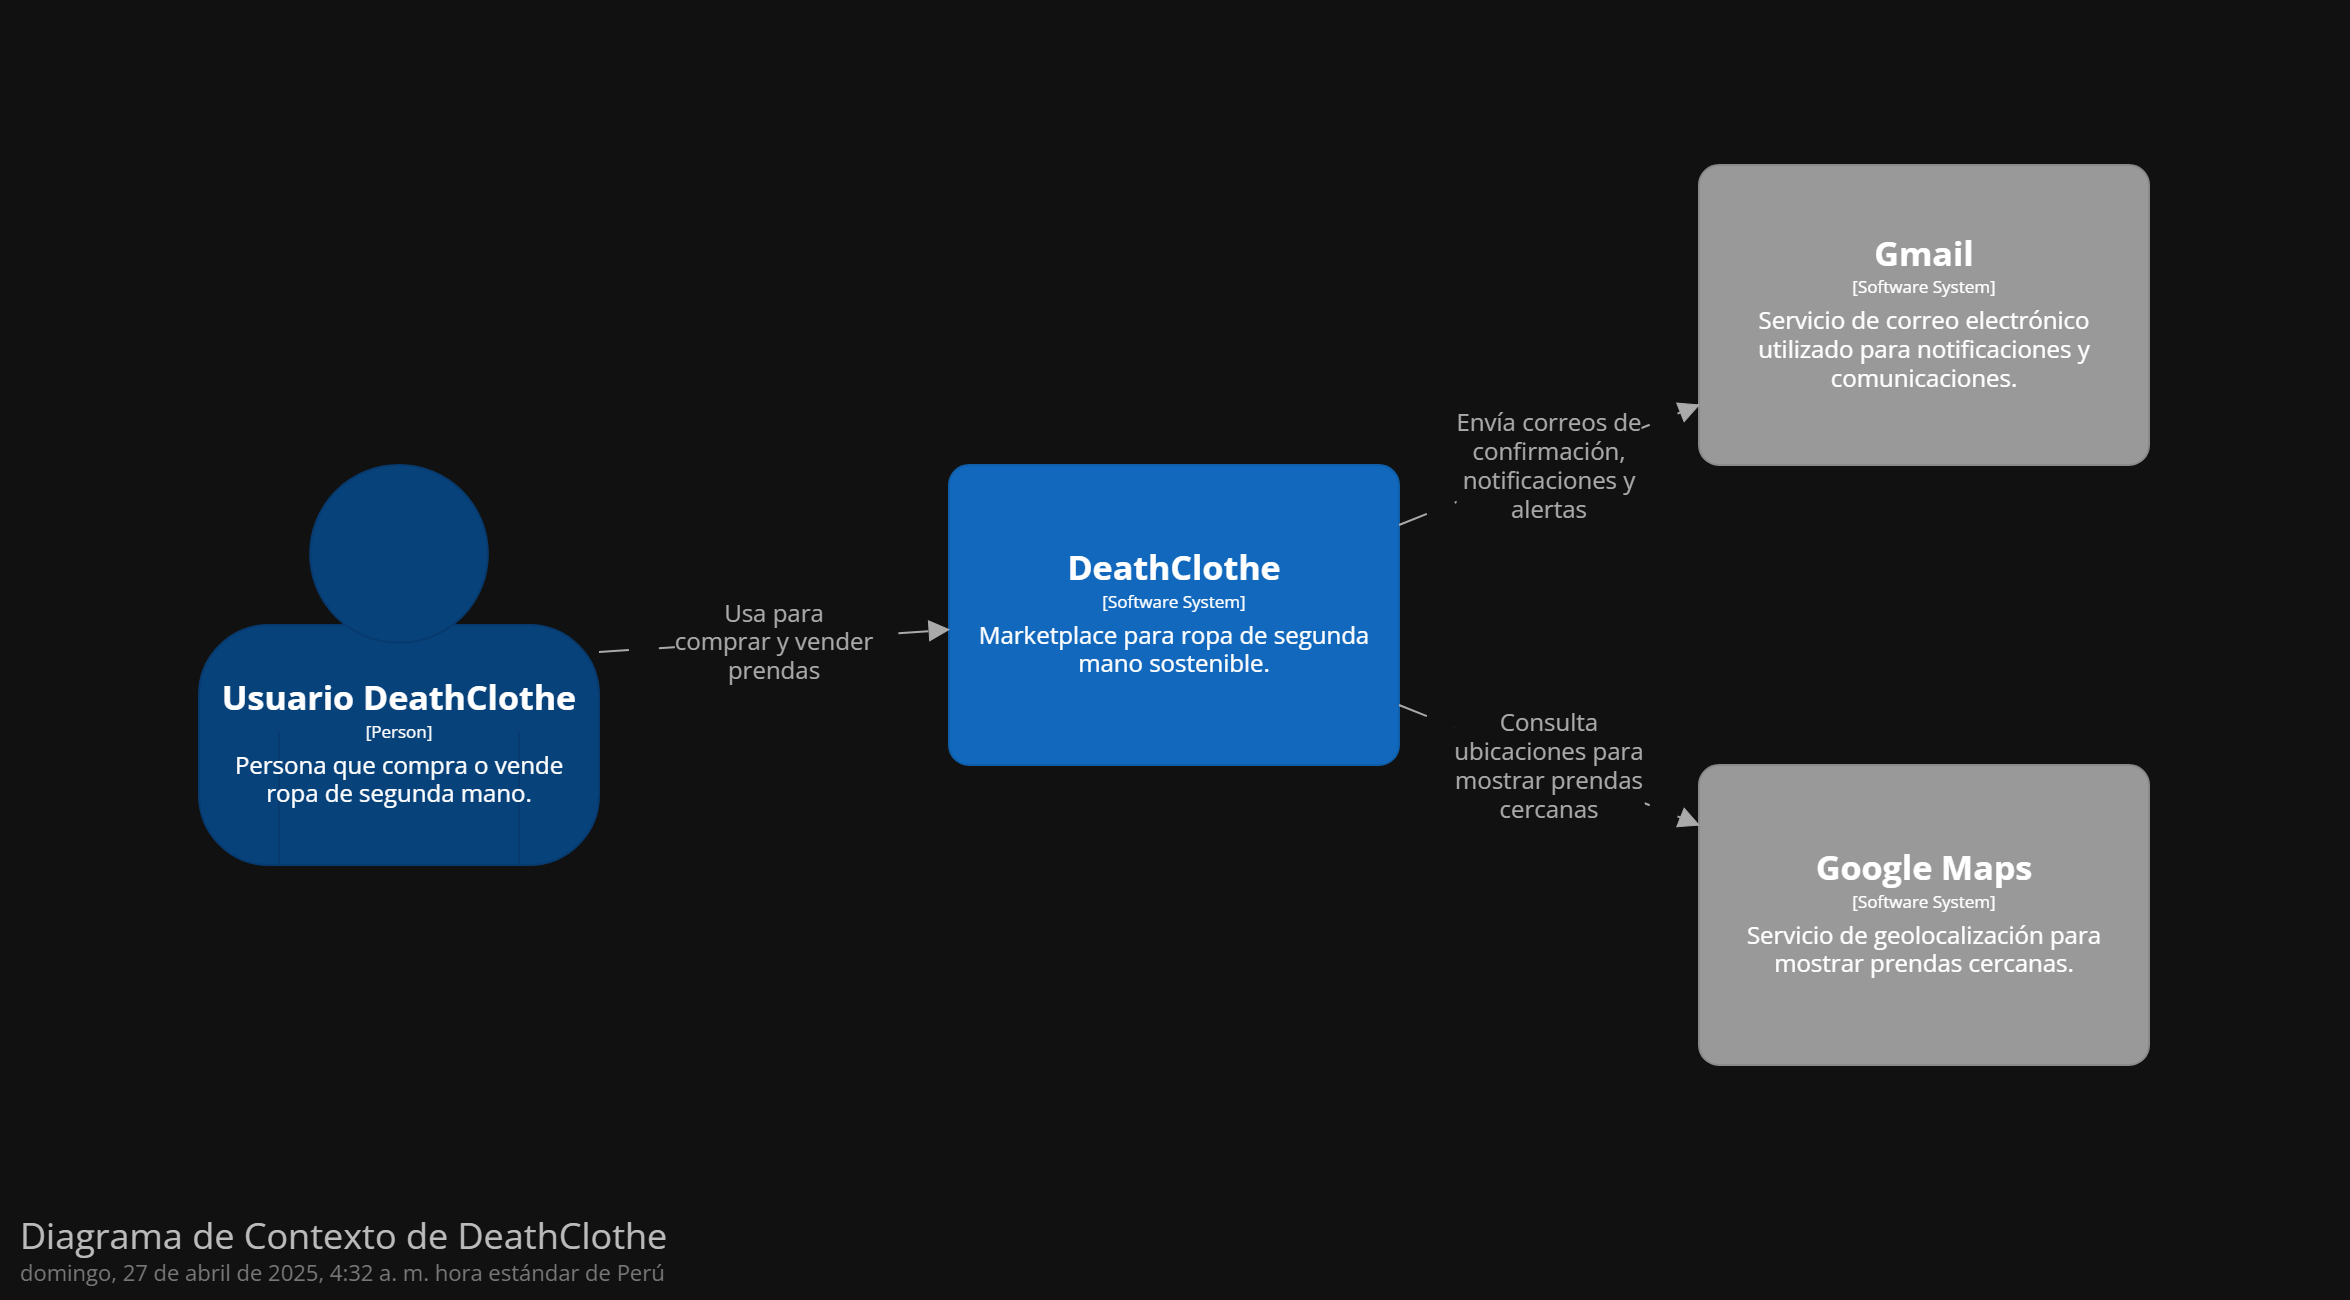 Usuario DeathClothe
[Person]
Persona que compra o vende
ropa de segunda mano.
Usa para
comprar y vender
prendas
DeathClothe
[Software System]
Marketplace para ropa de segunda
mano sostenible.
Envía correos de
confirmación,
notificaciones y
alertas
Gmail
[Software System]
Servicio de correo electrónico
utilizado para notificaciones y
comunicaciones.
Consulta
ubicaciones para
mostrar prendas
cercanas
Google Maps
[Software System]
Servicio de geolocalización para
mostrar prendas cercanas.
Diagrama de Contexto de DeathClothe
domingo, 27 de abril de 2025, 4:32 a. m. hora estándar de Perú